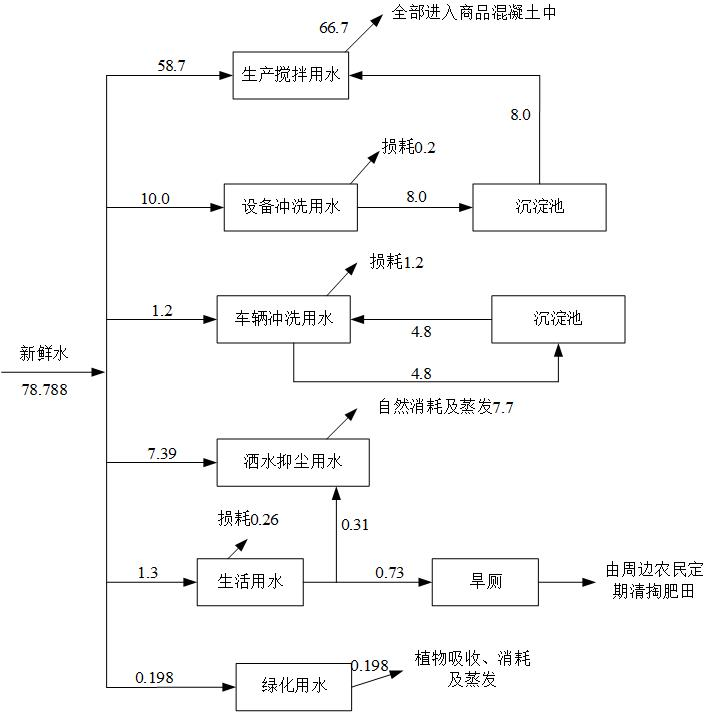 全部进入商品混凝土中
66.7
58.7
生产搅拌用水
8.0
损耗0.2
10.0
设备冲洗用水
8.0
沉淀池
损耗1.2
1.2
车辆冲洗用水
4.8
沉淀池
新鲜水
78.788
4.8
自然消耗及蒸发7.7
7.39
洒水抑尘用水
损耗0.26
0.31
1.3
生活用水
0.73
旱厕
由周边农民定
期清掏肥田
0.198
绿化用水
0.198
植物吸收、消耗
及蒸发